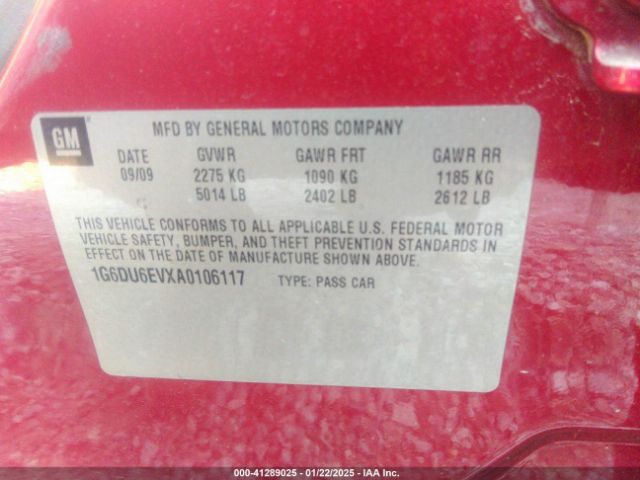 GM
MFD BY GENERAL MOTORS COMPANY
DATE GVWR GAWR FRT GAWR RR
09/09 2275 KG 1090 KG 1185 KG
5014 LB 2402 LB 2612 LB
THIS VEHICLE CONFORMS TO ALL APPLICABLE U.S. FEDERAL MOTOR
VEHICLE SAFETY, BUMPER, AND THEFT PREVENTION STANDARDS IN
EFFECT ON THE DATE OF MANUFACTURE SHOWN ABOVE.
1G6DU6EVXA0106117 TYPE: PASS CAR
000-41289025 - 01/22/2025 - IAA Inc.